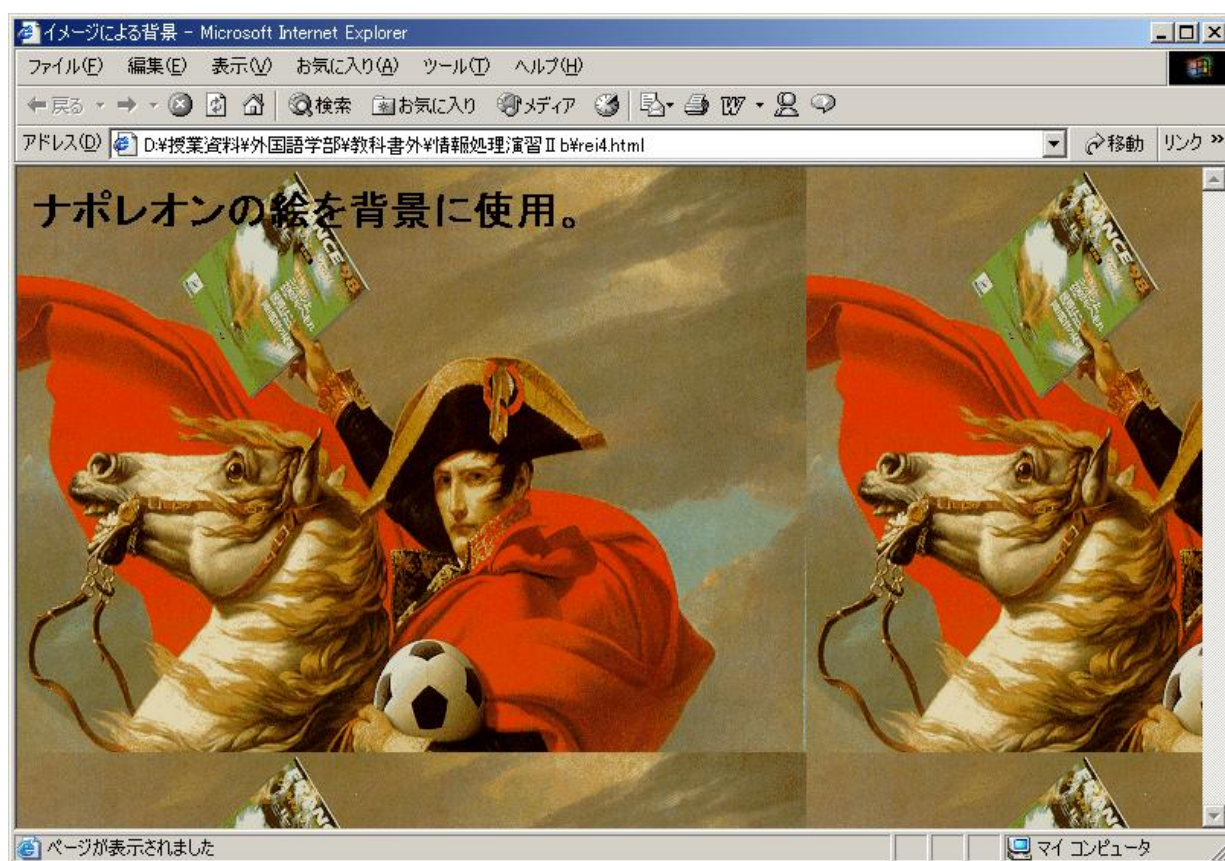 イメージによる背景 - Microsoft Internet Explorer
ファイル(F) 編集(E) 表示(V) お気に入り(A) ツール(T) ヘルプ(H)
戻る 検索 お気に入り メディア
アドレス(D) D:¥授業資料¥外国語学部¥教科書外¥情報処理演習Ⅱb¥rei4.html 移動 リンク »
ナポレオンの絵を背景に使用。
FRANCE 98
FRANCE 98
ページが表示されました マイ コンピュータ